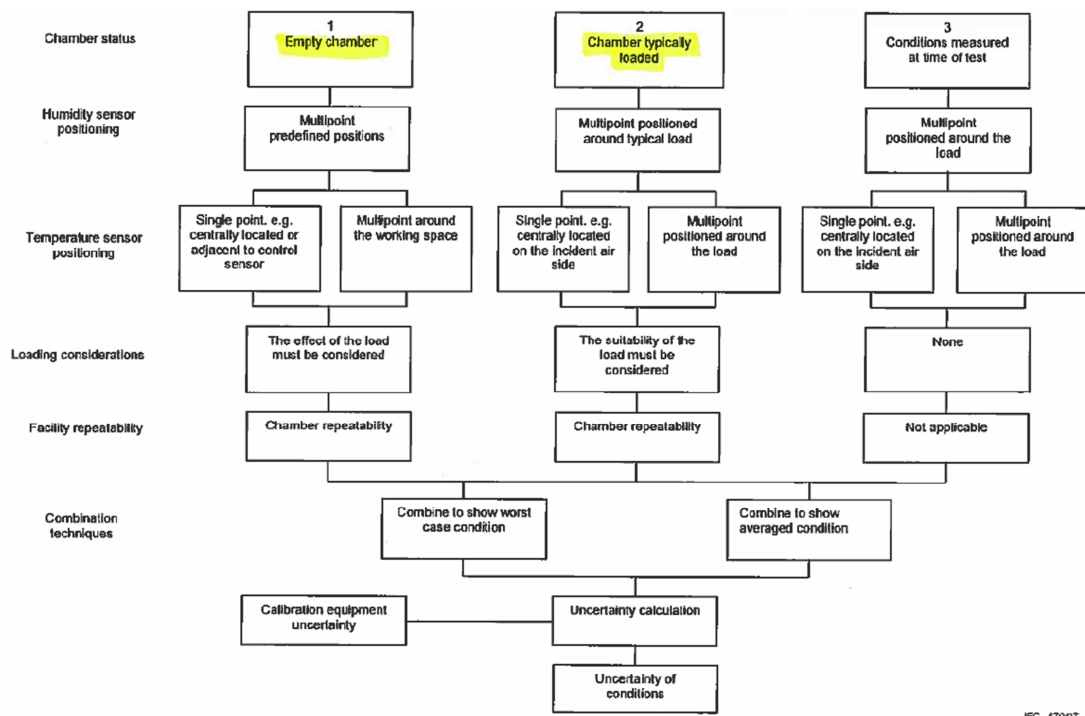 Chamber status
1
Empty chamber
2
Chamber typically
loaded
3
Conditions measured
at time of test
Humidity sensor
positioning
Multipoint
predefined positions
Multipoint positioned
around typical load
Multipoint
positioned around the
load
Temperature sensor
positioning
Single point. e.g.
centrally located or
adjacent to control
sensor
Multipoint around
the working space
Single point. e.g.
centrally located
on the incident air
side
Multipoint
positioned around
the load
Single point. e.g.
centrally located
on the incident air
side
Multipoint
positioned around
the load
Loading considerations
The effect of the load
must be considered
The suitability of the
load must be
considered
None
Facility repeatability
Chamber repeatability
Chamber repeatability
Not applicable
Combination
techniques
Combine to show worst
case condition
Combine to show
averaged condition
Calibration equipment
uncertainty
Uncertainty calculation
Uncertainty of
conditions